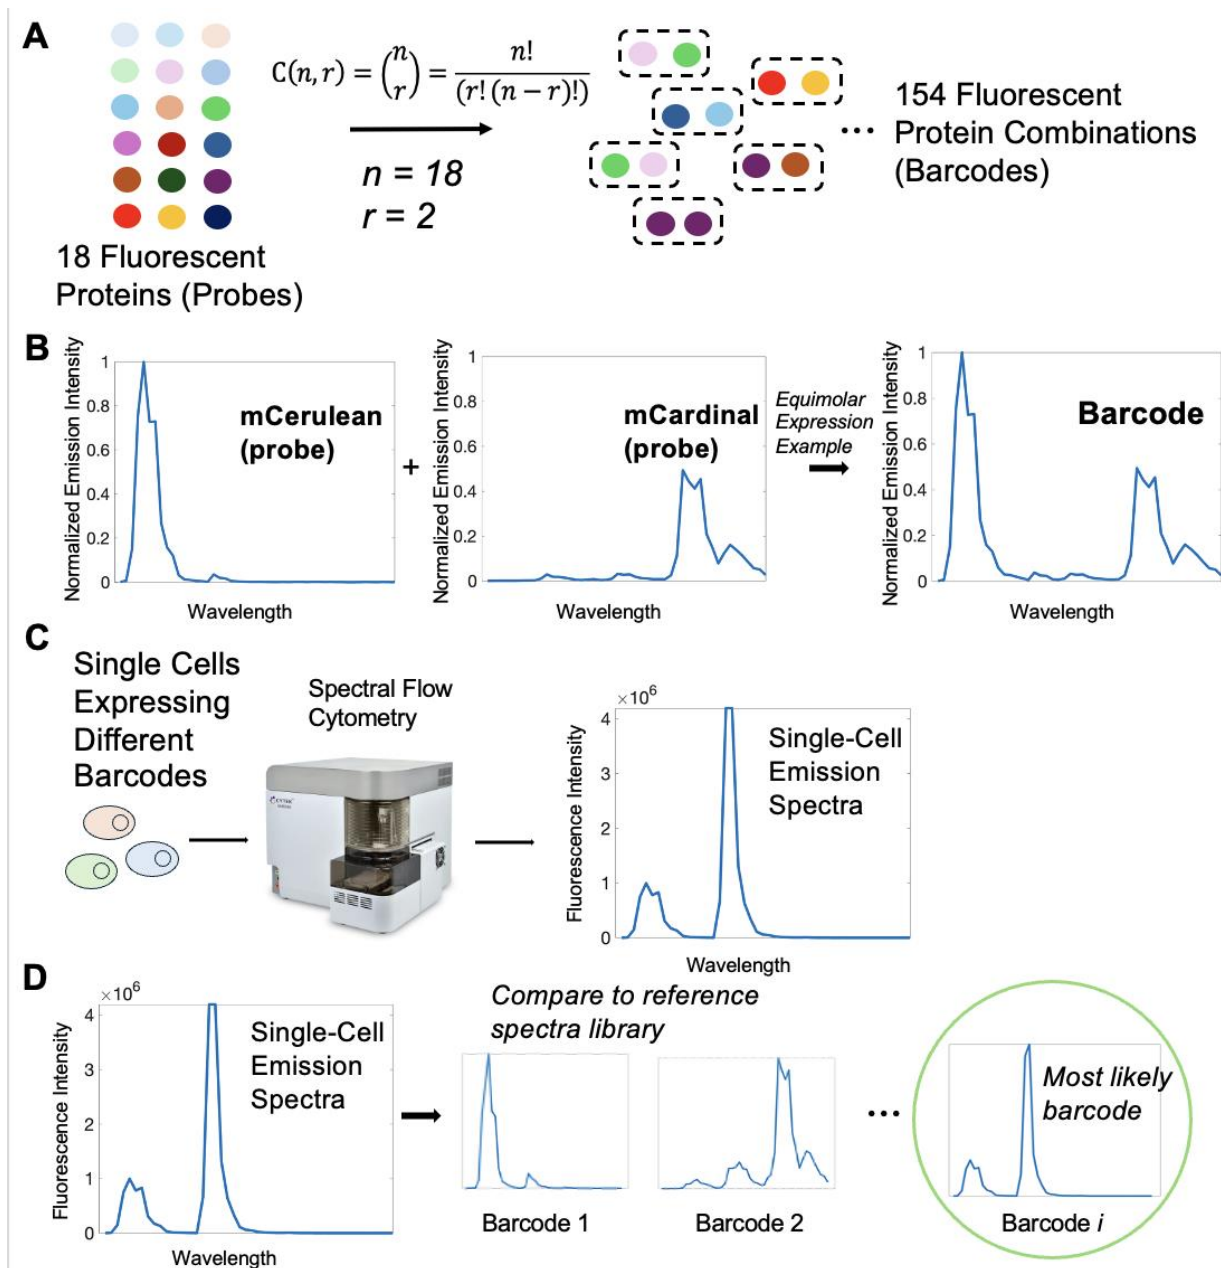 A
C(n, r) = (n r) = n! / (r! (n − r)!)
n = 18
r = 2
18 Fluorescent
Proteins (Probes)
...
154 Fluorescent
Protein Combinations
(Barcodes)
B
Normalized Emission Intensity
1
0.8
0.6
0.4
0.2
0
mCerulean
(probe)
Wavelength
+
Normalized Emission Intensity
1
0.8
0.6
0.4
0.2
0
mCardinal
(probe)
Wavelength
Equimolar
Expression
Example
Normalized Emission Intensity
1
0.8
0.6
0.4
0.2
0
Barcode
Wavelength
C
Single Cells
Expressing
Different
Barcodes
Spectral Flow
Cytometry
×10⁶
Fluorescence Intensity
4
3
2
1
0
Single-Cell
Emission
Spectra
Wavelength
D
×10⁶
Fluorescence Intensity
4
3
2
1
0
Single-Cell
Emission
Spectra
Wavelength
Compare to reference
spectra library
Barcode 1
Barcode 2
...
Most likely
barcode
Barcode i